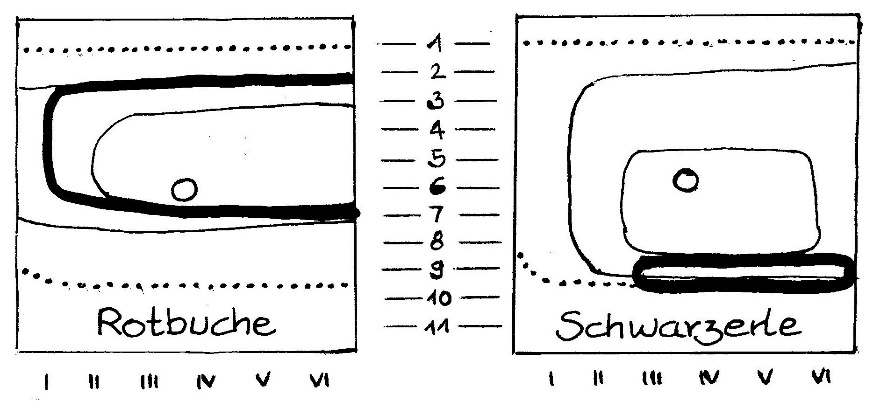 1
2
3
4
5
6
7
8
9
10
11
Rotbuche
Schwarzerle
I II III IV V VI
I II III IV V VI